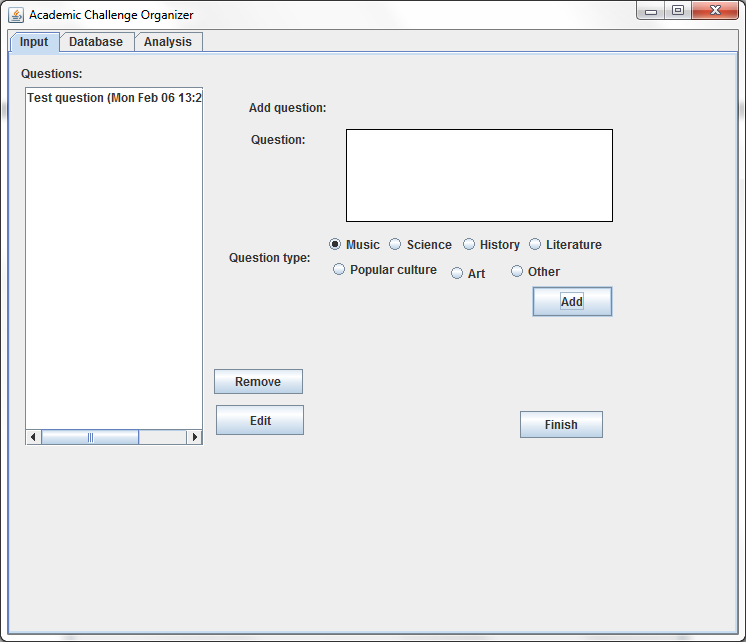 Academic Challenge Organizer
Input Database Analysis
Questions:
Test question (Mon Feb 06 13:2
Add question:
Question:
Question type:
Music Science History Literature
Popular culture Art Other
Add
Remove
Edit
Finish